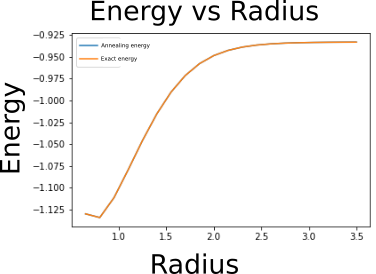 Energy vs Radius
Energy
−0.925
−0.950
−0.975
−1.000
−1.025
−1.050
−1.075
−1.100
−1.125
Annealing energy
Exact energy
1.0 1.5 2.0 2.5 3.0 3.5
Radius